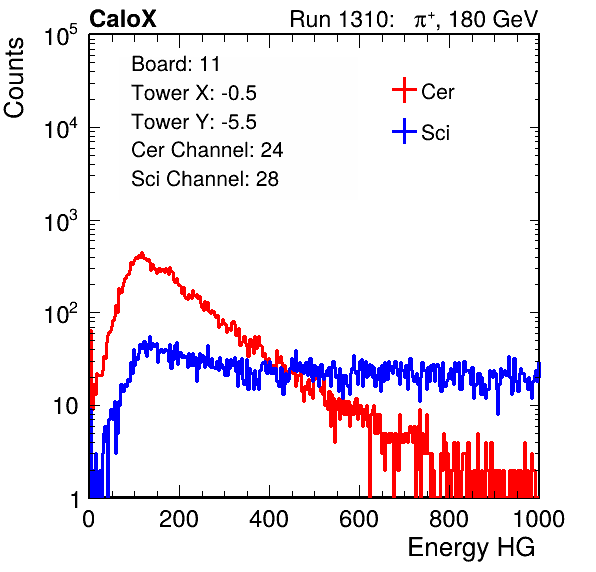 CaloX Run 1310: π⁺, 180 GeV
Counts
10⁵
10⁴
10³
10²
10
1
Board: 11
Tower X: -0.5
Tower Y: -5.5
Cer Channel: 24
Sci Channel: 28
Cer
Sci
0 200 400 600 800 1000
Energy HG